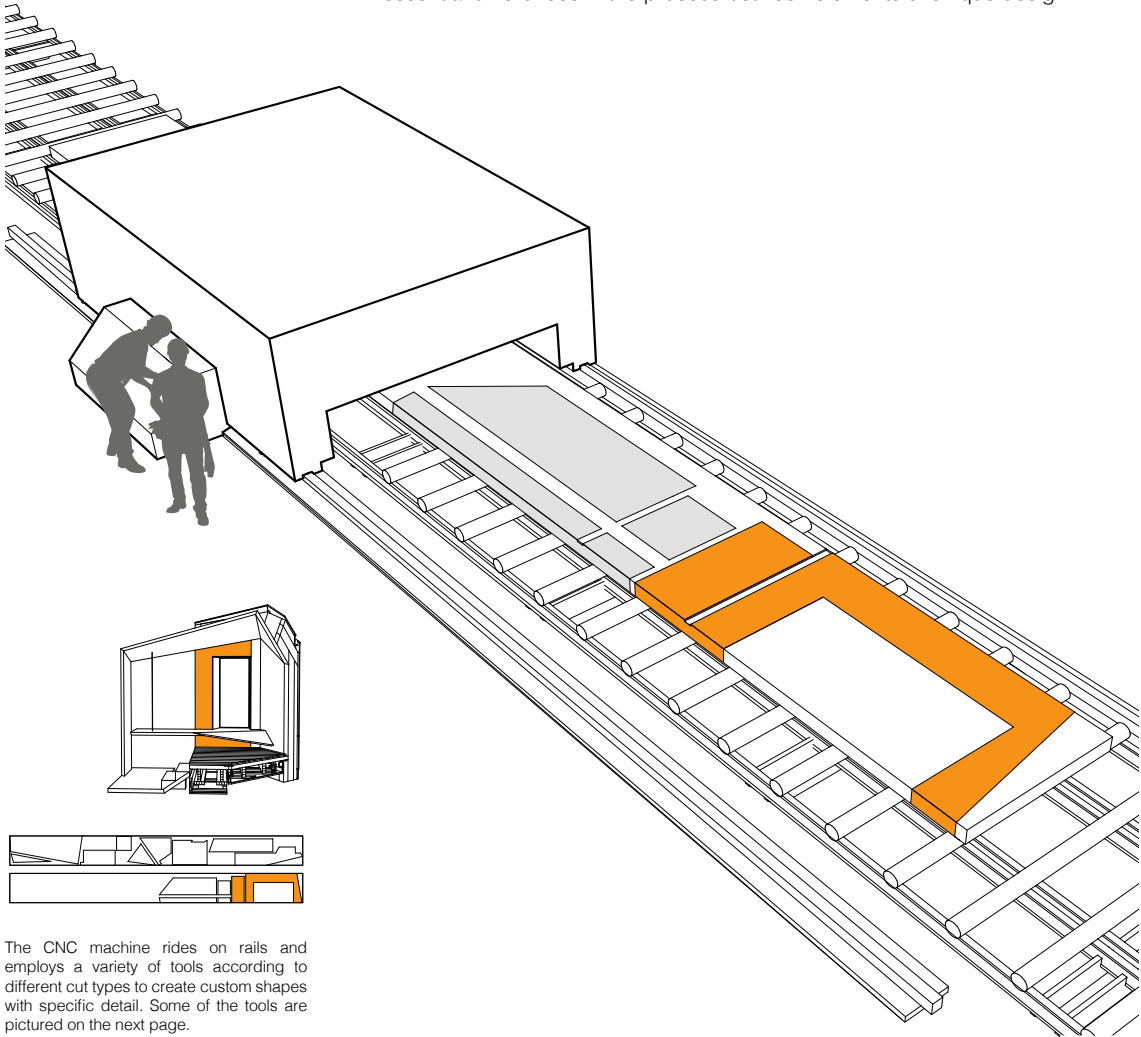 The CNC machine rides on rails and
employs a variety of tools according to
different cut types to create custom shapes
with specific detail. Some of the tools are
pictured on the next page.